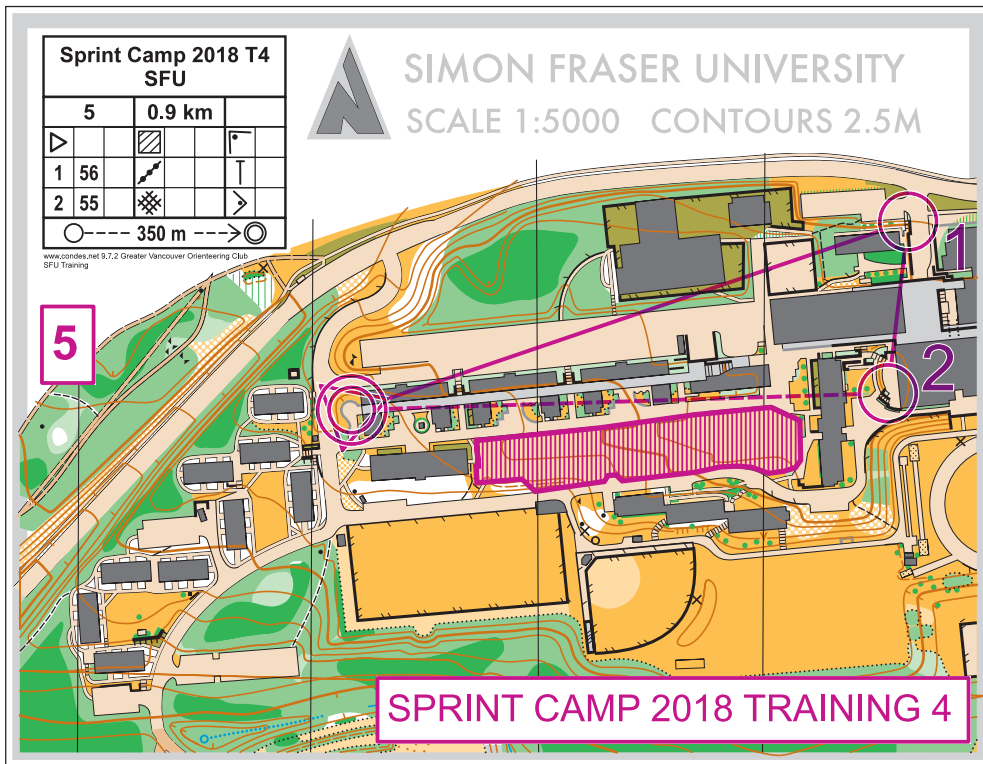 Sprint Camp 2018 T4
SFU
5 0.9 km
1 56
2 55
350 m
www.condes.net 9.7.2 Greater Vancouver Orienteering Club
SFU Training
SIMON FRASER UNIVERSITY
SCALE 1:5000 CONTOURS 2.5M
1
5
2
SPRINT CAMP 2018 TRAINING 4